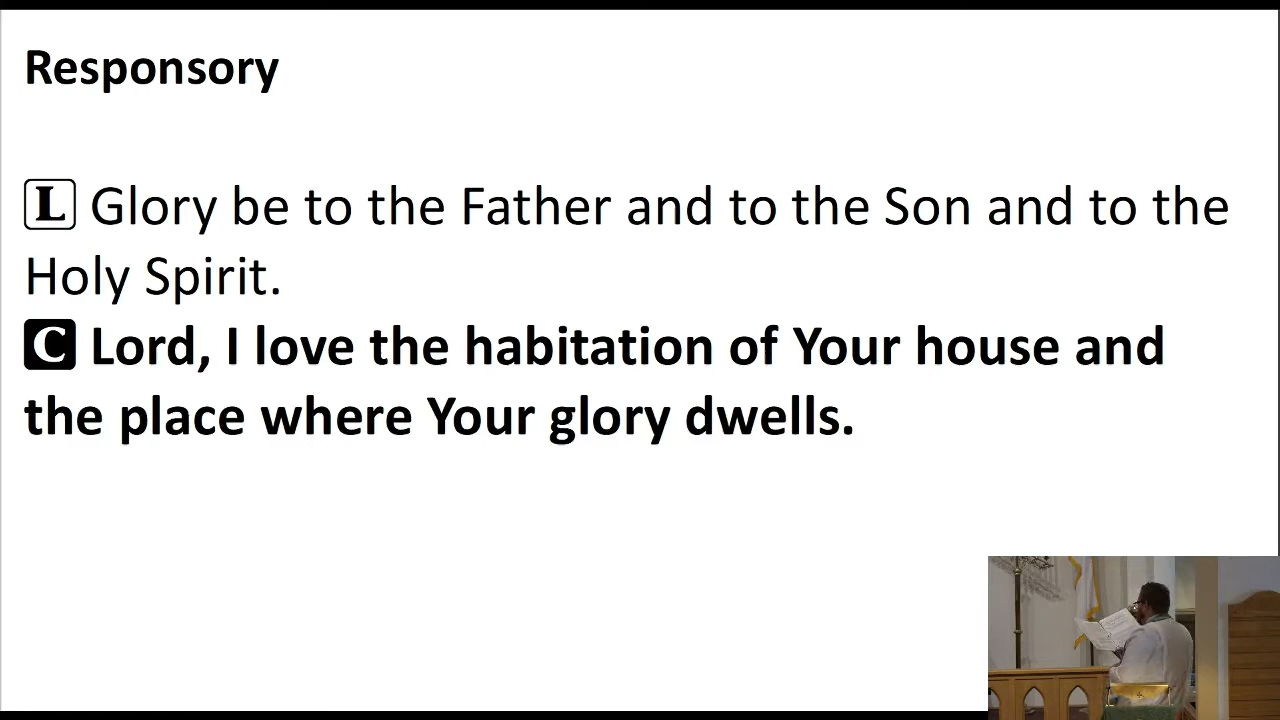 Responsory
L Glory be to the Father and to the Son and to the
Holy Spirit.
C Lord, I love the habitation of Your house and
the place where Your glory dwells.